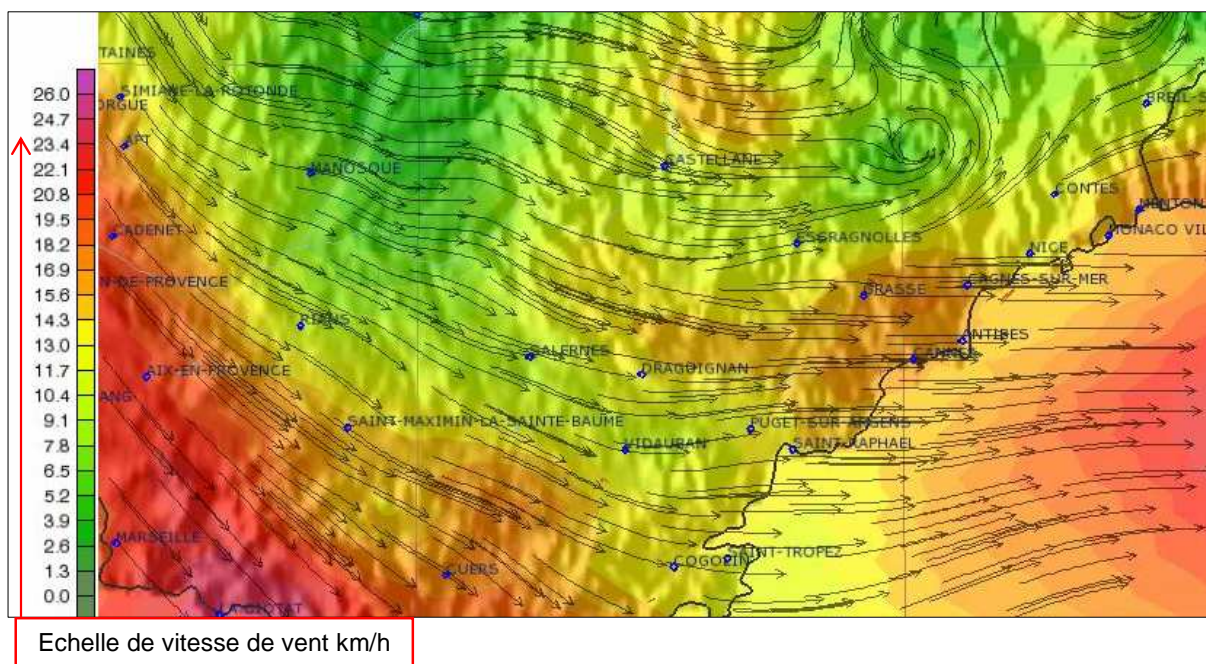 TAINES
SIMIANE-LA-ROTONDE
ORGUE
APT
MANOSQUE
CASTELLANE
BREIL-S
CONTES
CADENET
MENTON
MONACO VIL
ESCRAGNOLLES
NICE
N-DE-PROVENCE
CAGNES-SUR-MER
GRASSE
RIANS
ANTIBES
SALERNES
CANNES
AIX-EN-PROVENCE
DRAGUIGNAN
ANG
SAINT-MAXIMIN-LA-SAINTE-BAUME
PUGET-SUR-ARGENS
VIDAUBAN
SAINT-RAPHAEL
MARSEILLE
SAINT-TROPEZ
COGOLIN
CUERS
LA-CIOTAT
26.0
24.7
23.4
22.1
20.8
19.5
18.2
16.9
15.6
14.3
13.0
11.7
10.4
9.1
7.8
6.5
5.2
3.9
2.6
1.3
0.0
Echelle de vitesse de vent km/h